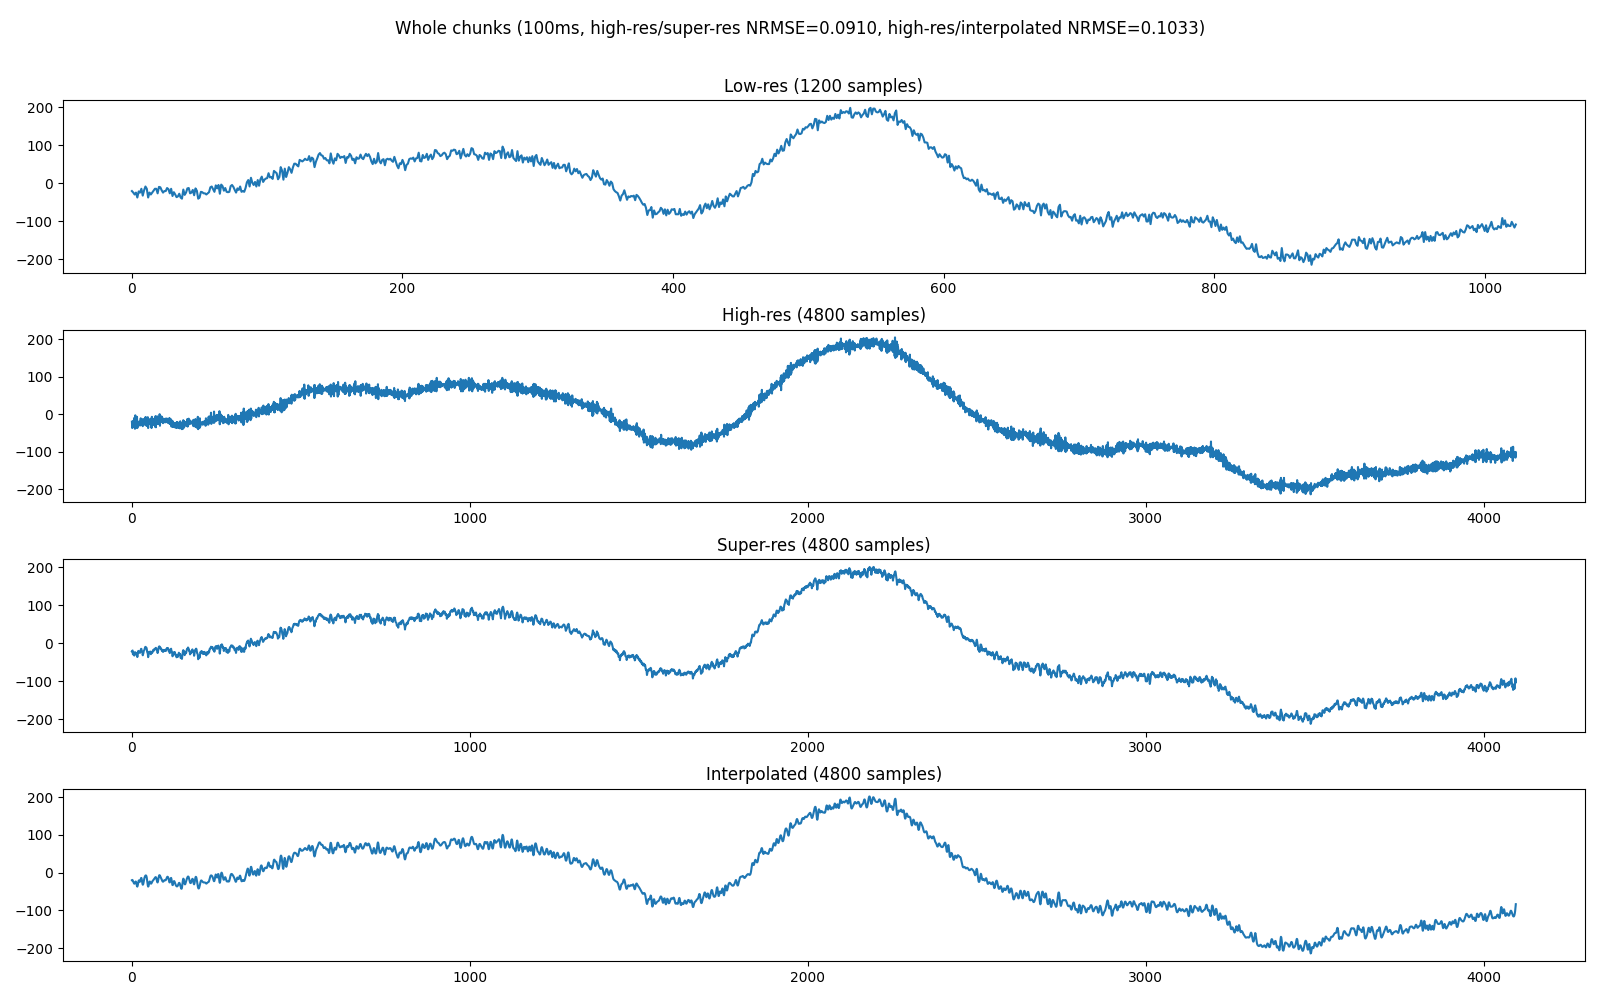 Whole chunks (100ms, high-res/super-res NRMSE=0.0910, high-res/interpolated NRMSE=0.1033)
Low-res (1200 samples)
200
100
0
−100
−200
0 200 400 600 800 1000
High-res (4800 samples)
200
100
0
−100
−200
0 1000 2000 3000 4000
Super-res (4800 samples)
200
100
0
−100
−200
0 1000 2000 3000 4000
Interpolated (4800 samples)
200
100
0
−100
−200
0 1000 2000 3000 4000